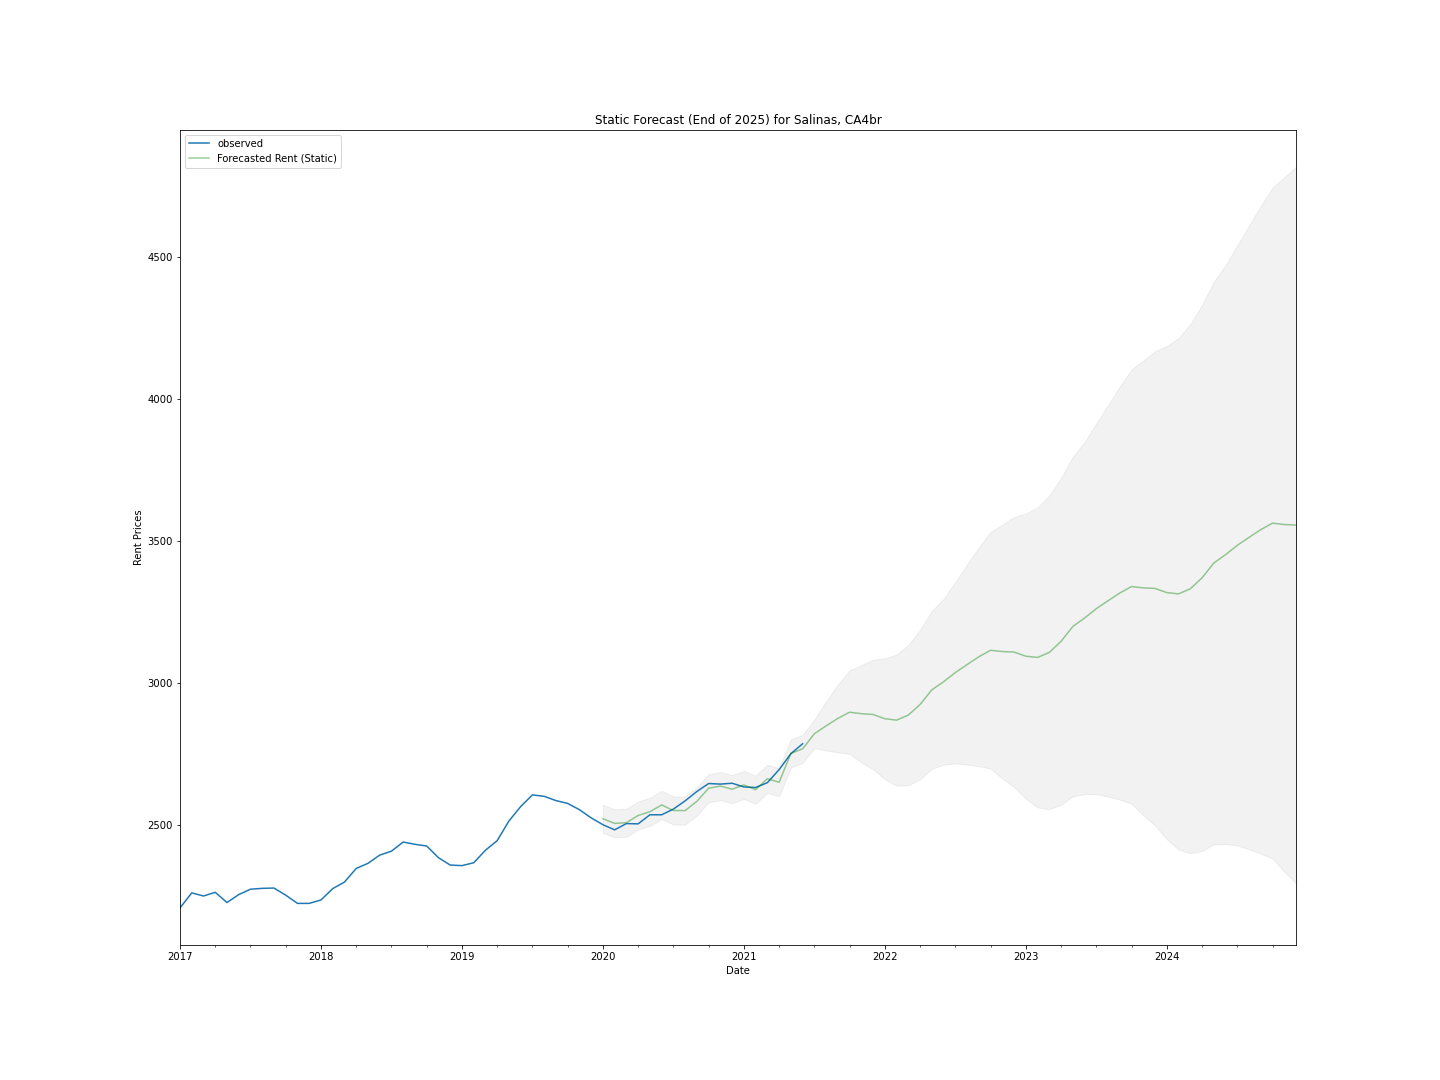 Static Forecast (End of 2025) for Salinas, CA4br
observed
Forecasted Rent (Static)
4500
4000
3500
3000
2500
Rent Prices
2017 2018 2019 2020 2021 2022 2023 2024
Date